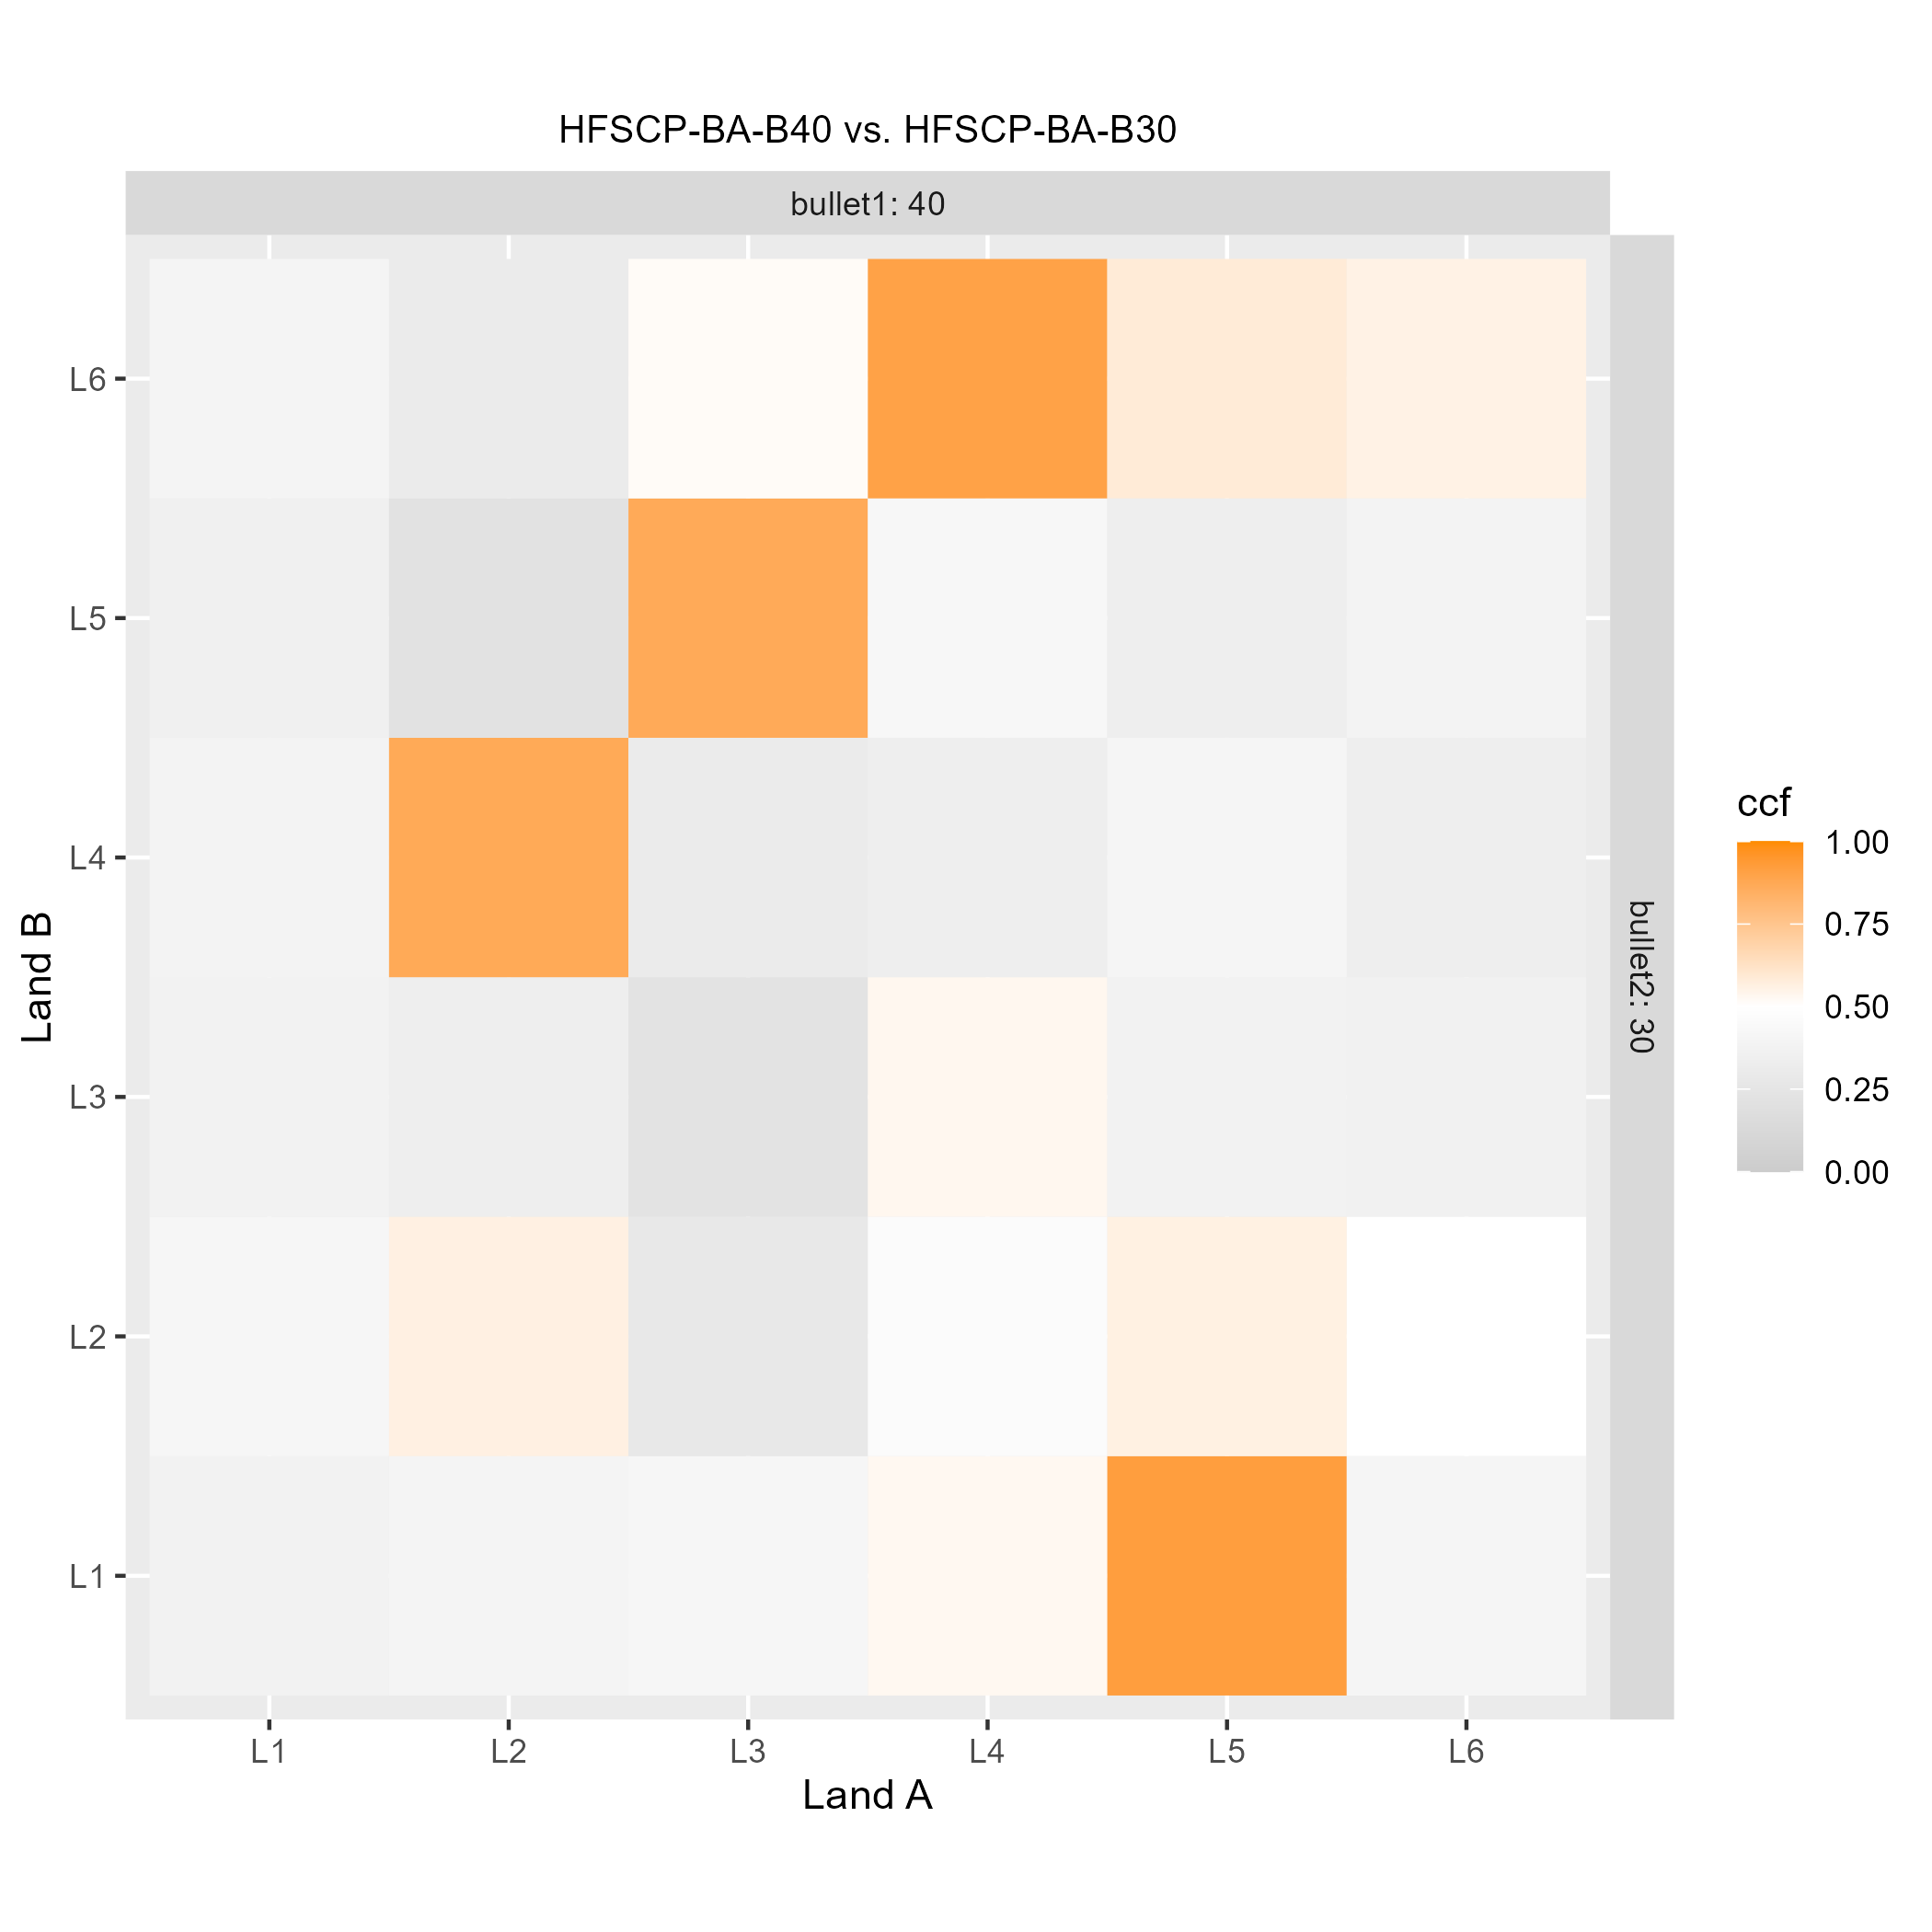 HFSCP-BA-B40 vs. HFSCP-BA-B30
bullet1: 40
L6
L5
L4
L3
L2
L1
Land B
bullet2: 30
L1 L2 L3 L4 L5 L6
Land A
ccf
1.00
0.75
0.50
0.25
0.00